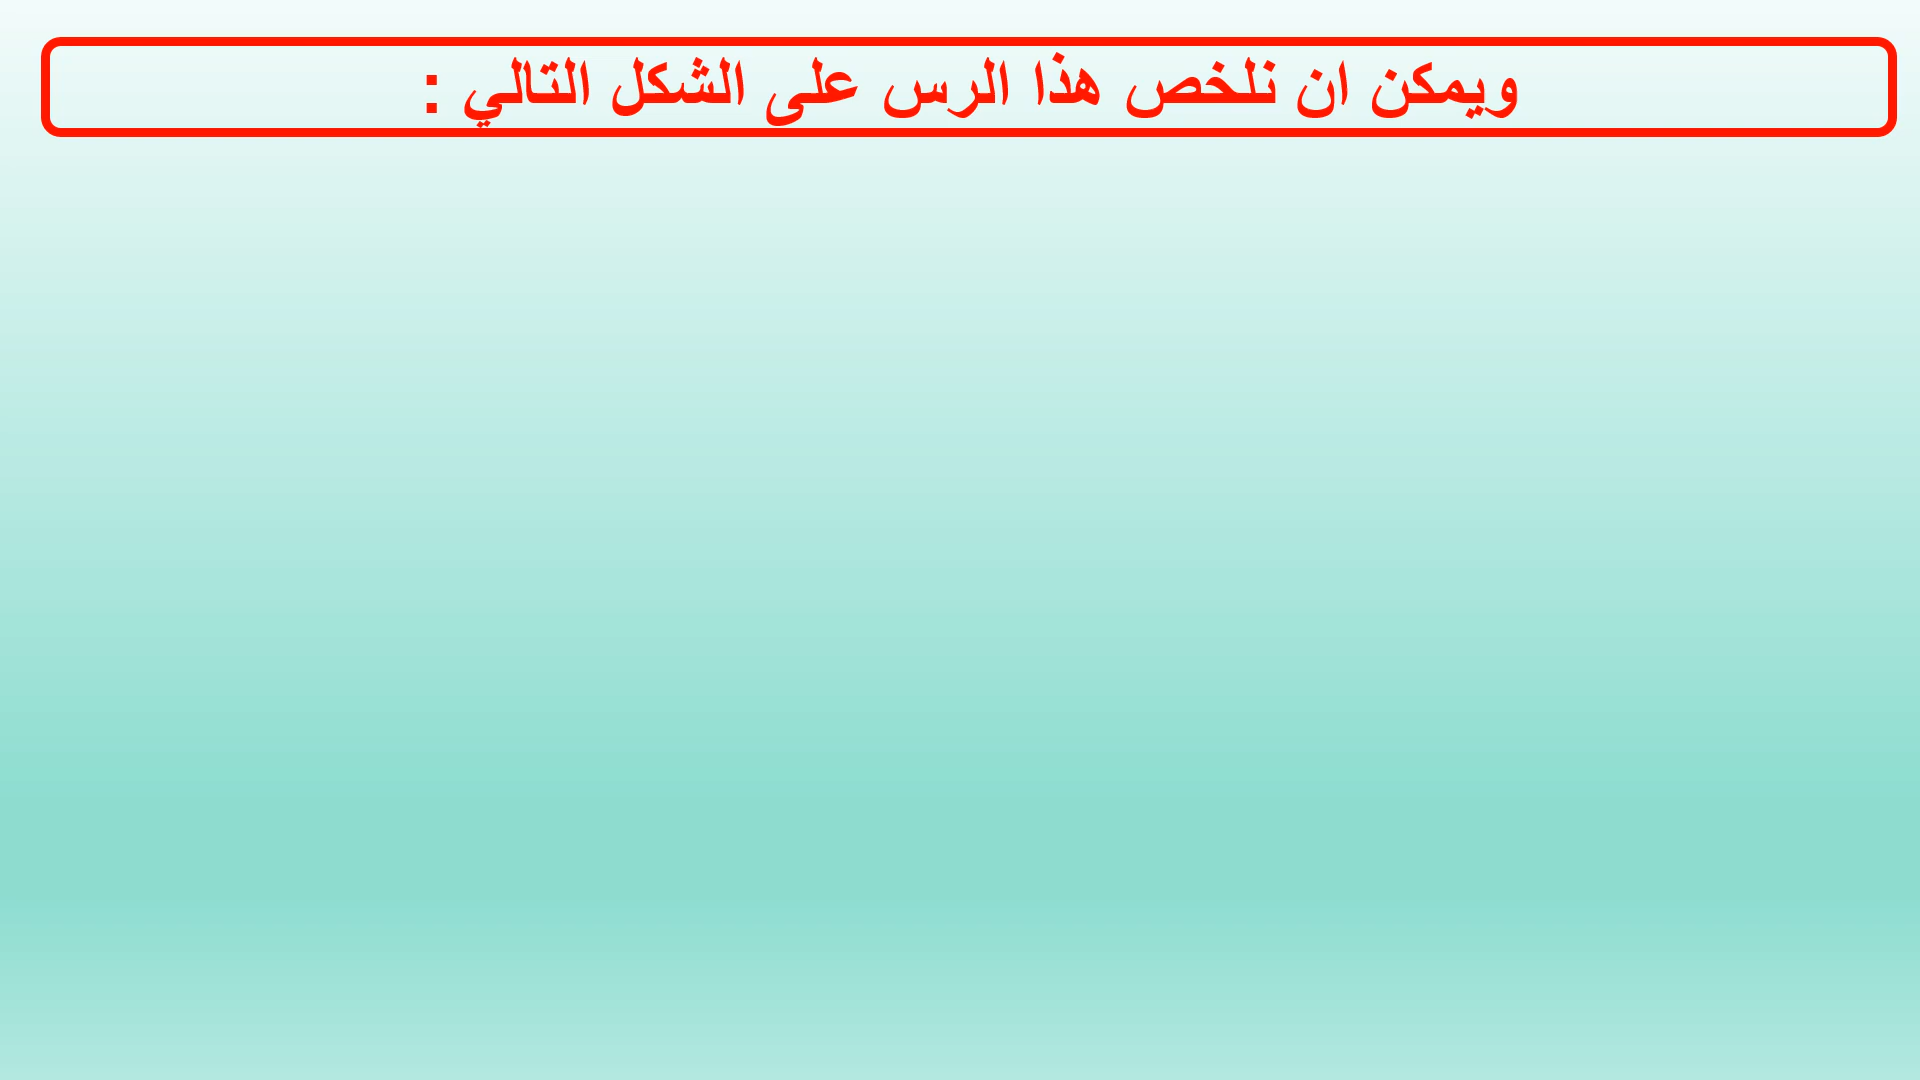 ويمكن ان نلخص هذا الرس على الشكل التالي :